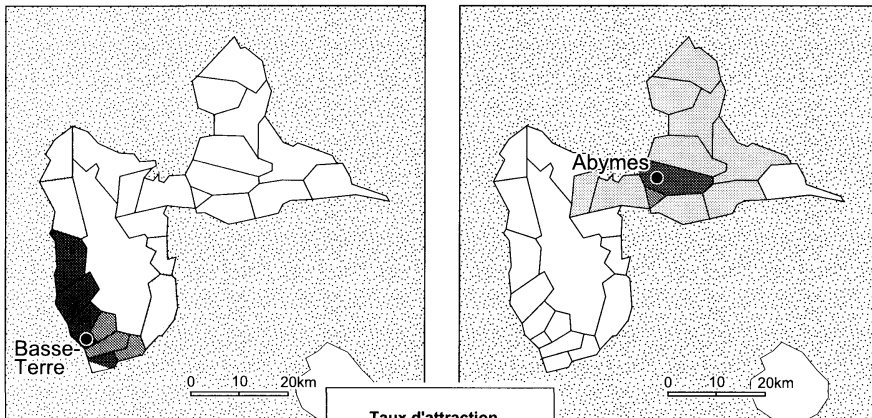 Basse-
Terre
0 10 20km
Abymes
0 10 20km
Taux d'attraction